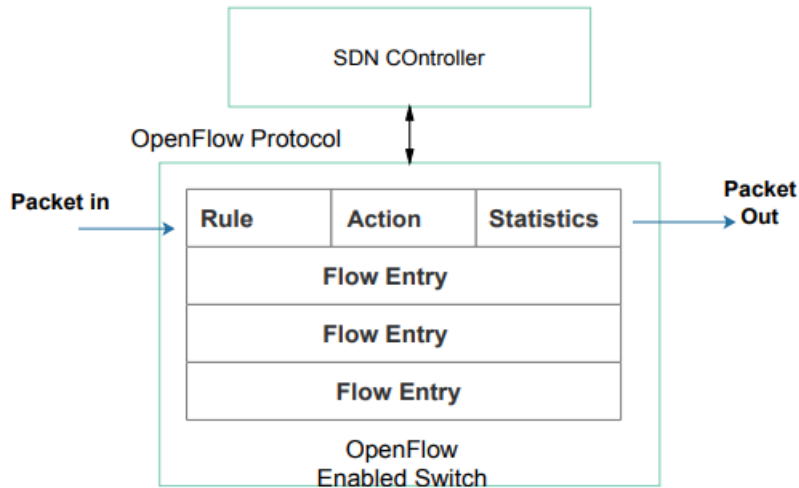 SDN COntroller
OpenFlow Protocol
Packet in
Rule
Action
Statistics
Packet
Out
Flow Entry
Flow Entry
Flow Entry
OpenFlow
Enabled Switch